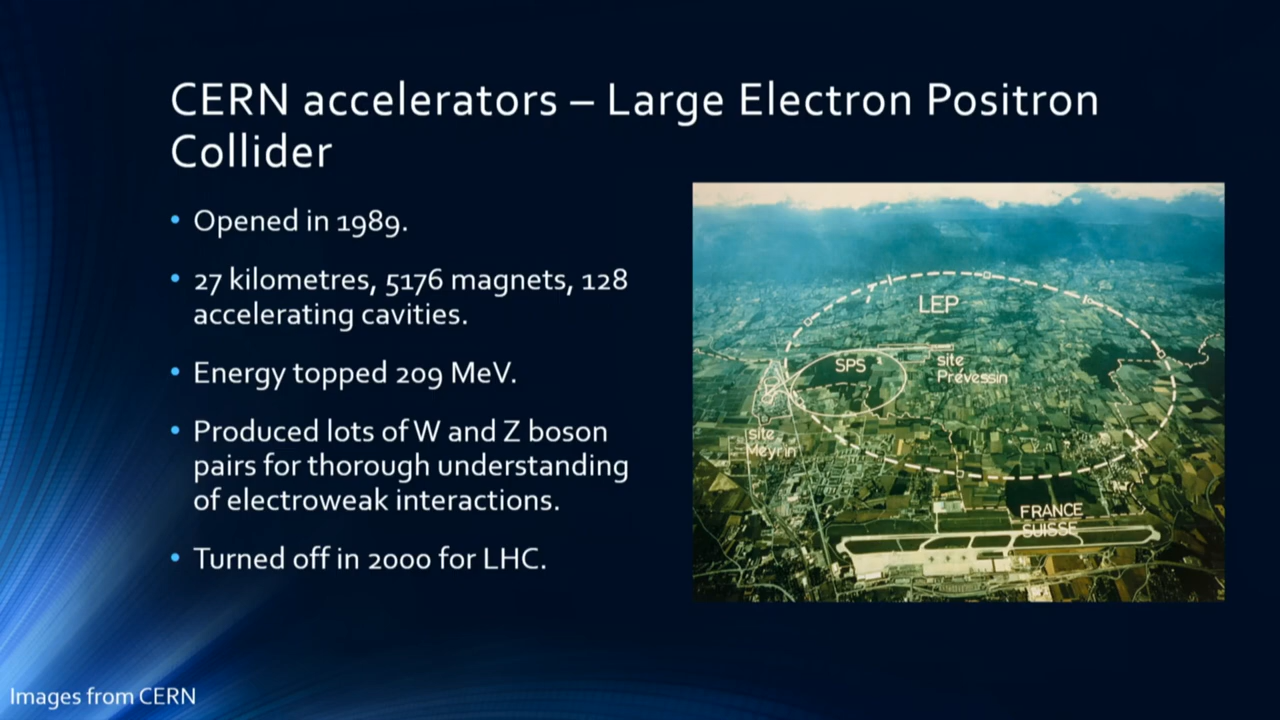 CERN accelerators – Large Electron Positron
Collider
• Opened in 1989.
• 27 kilometres, 5176 magnets, 128
accelerating cavities.
• Energy topped 209 MeV.
• Produced lots of W and Z boson
pairs for thorough understanding
of electroweak interactions.
• Turned off in 2000 for LHC.
LEP
SPS
site
Prévessin
site
Meyrin
FRANCE
SUISSE
Images from CERN